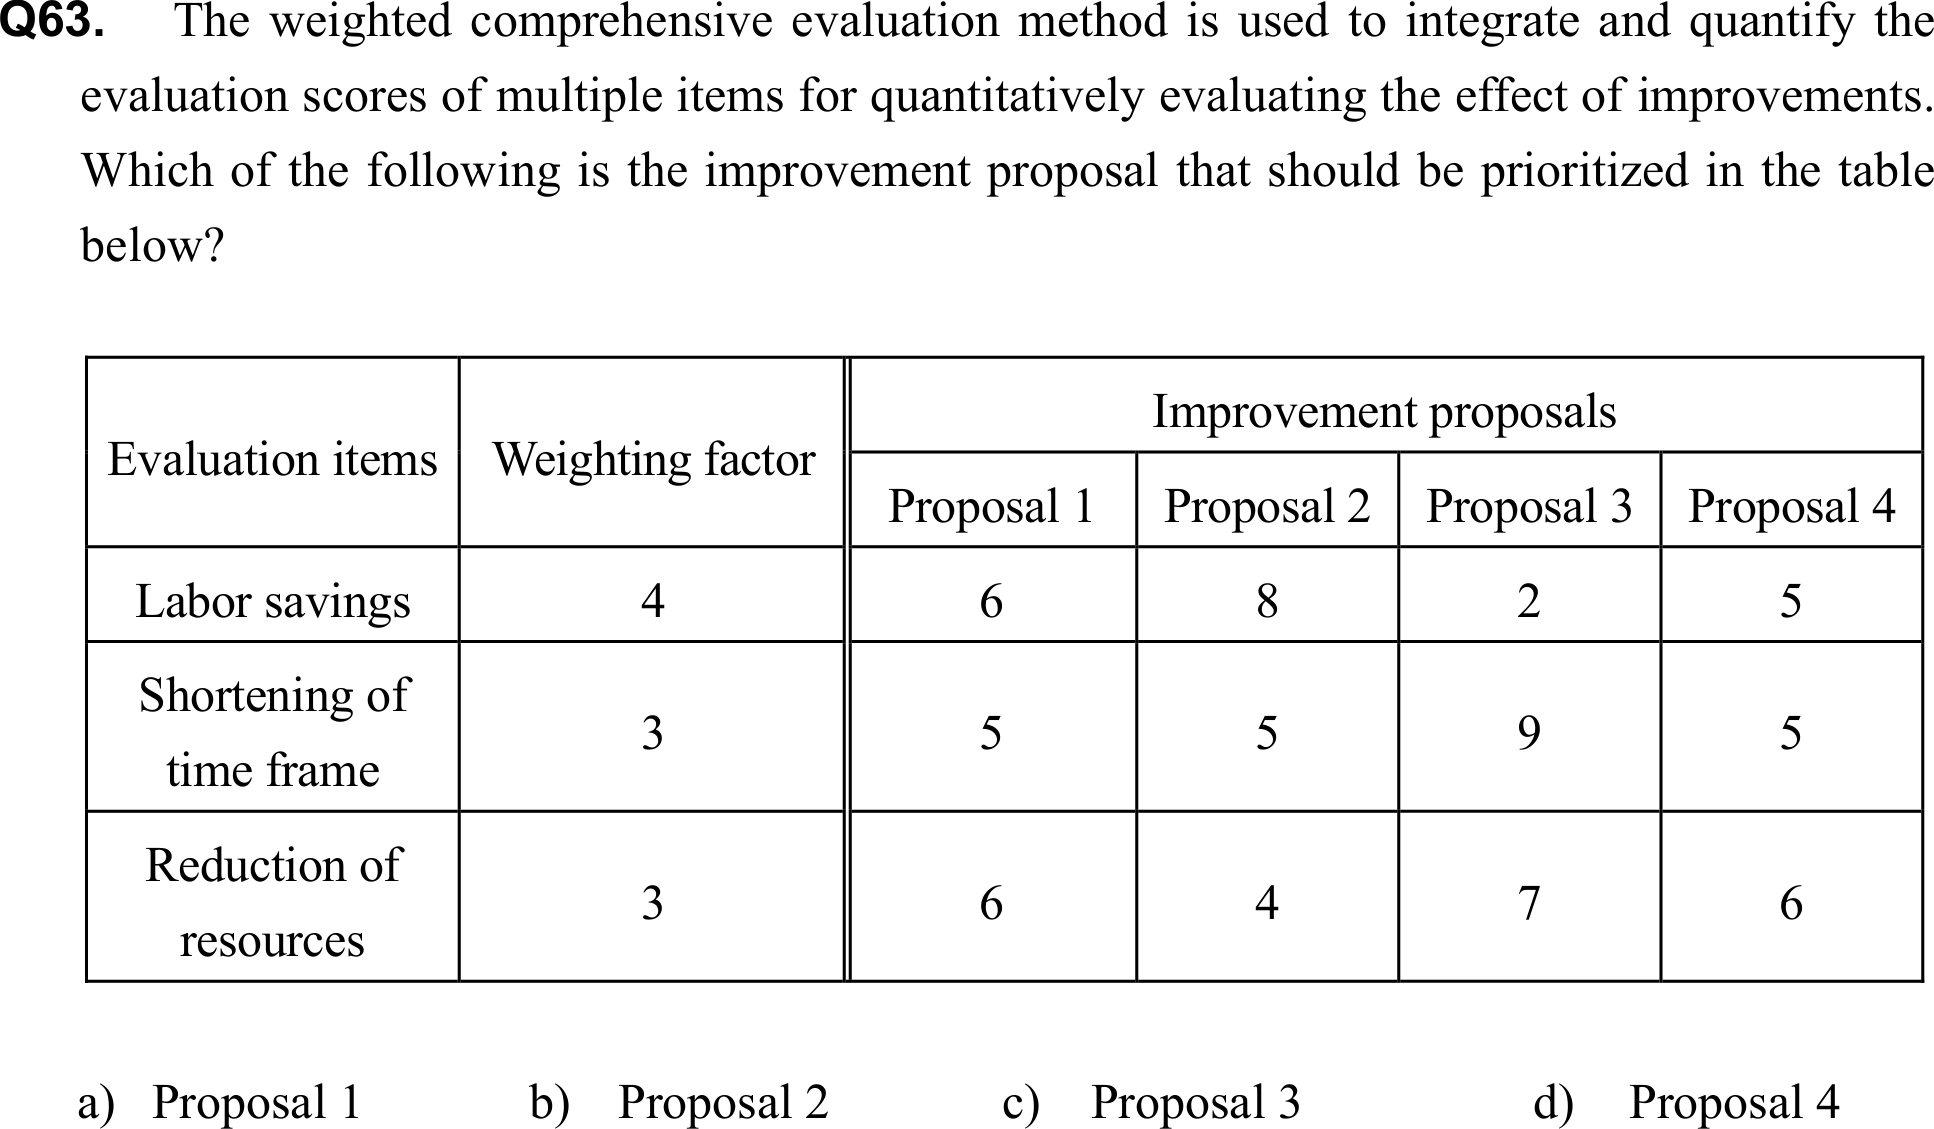 Q63. The weighted comprehensive evaluation method is used to integrate and quantify the
evaluation scores of multiple items for quantitatively evaluating the effect of improvements.
Which of the following is the improvement proposal that should be prioritized in the table
below?
Evaluation items Weighting factor Improvement proposals
Proposal 1 Proposal 2 Proposal 3 Proposal 4
Labor savings 4 6 8 2 5
Shortening of
time frame 3 5 5 9 5
Reduction of
resources 3 6 4 7 6
a) Proposal 1 b) Proposal 2 c) Proposal 3 d) Proposal 4